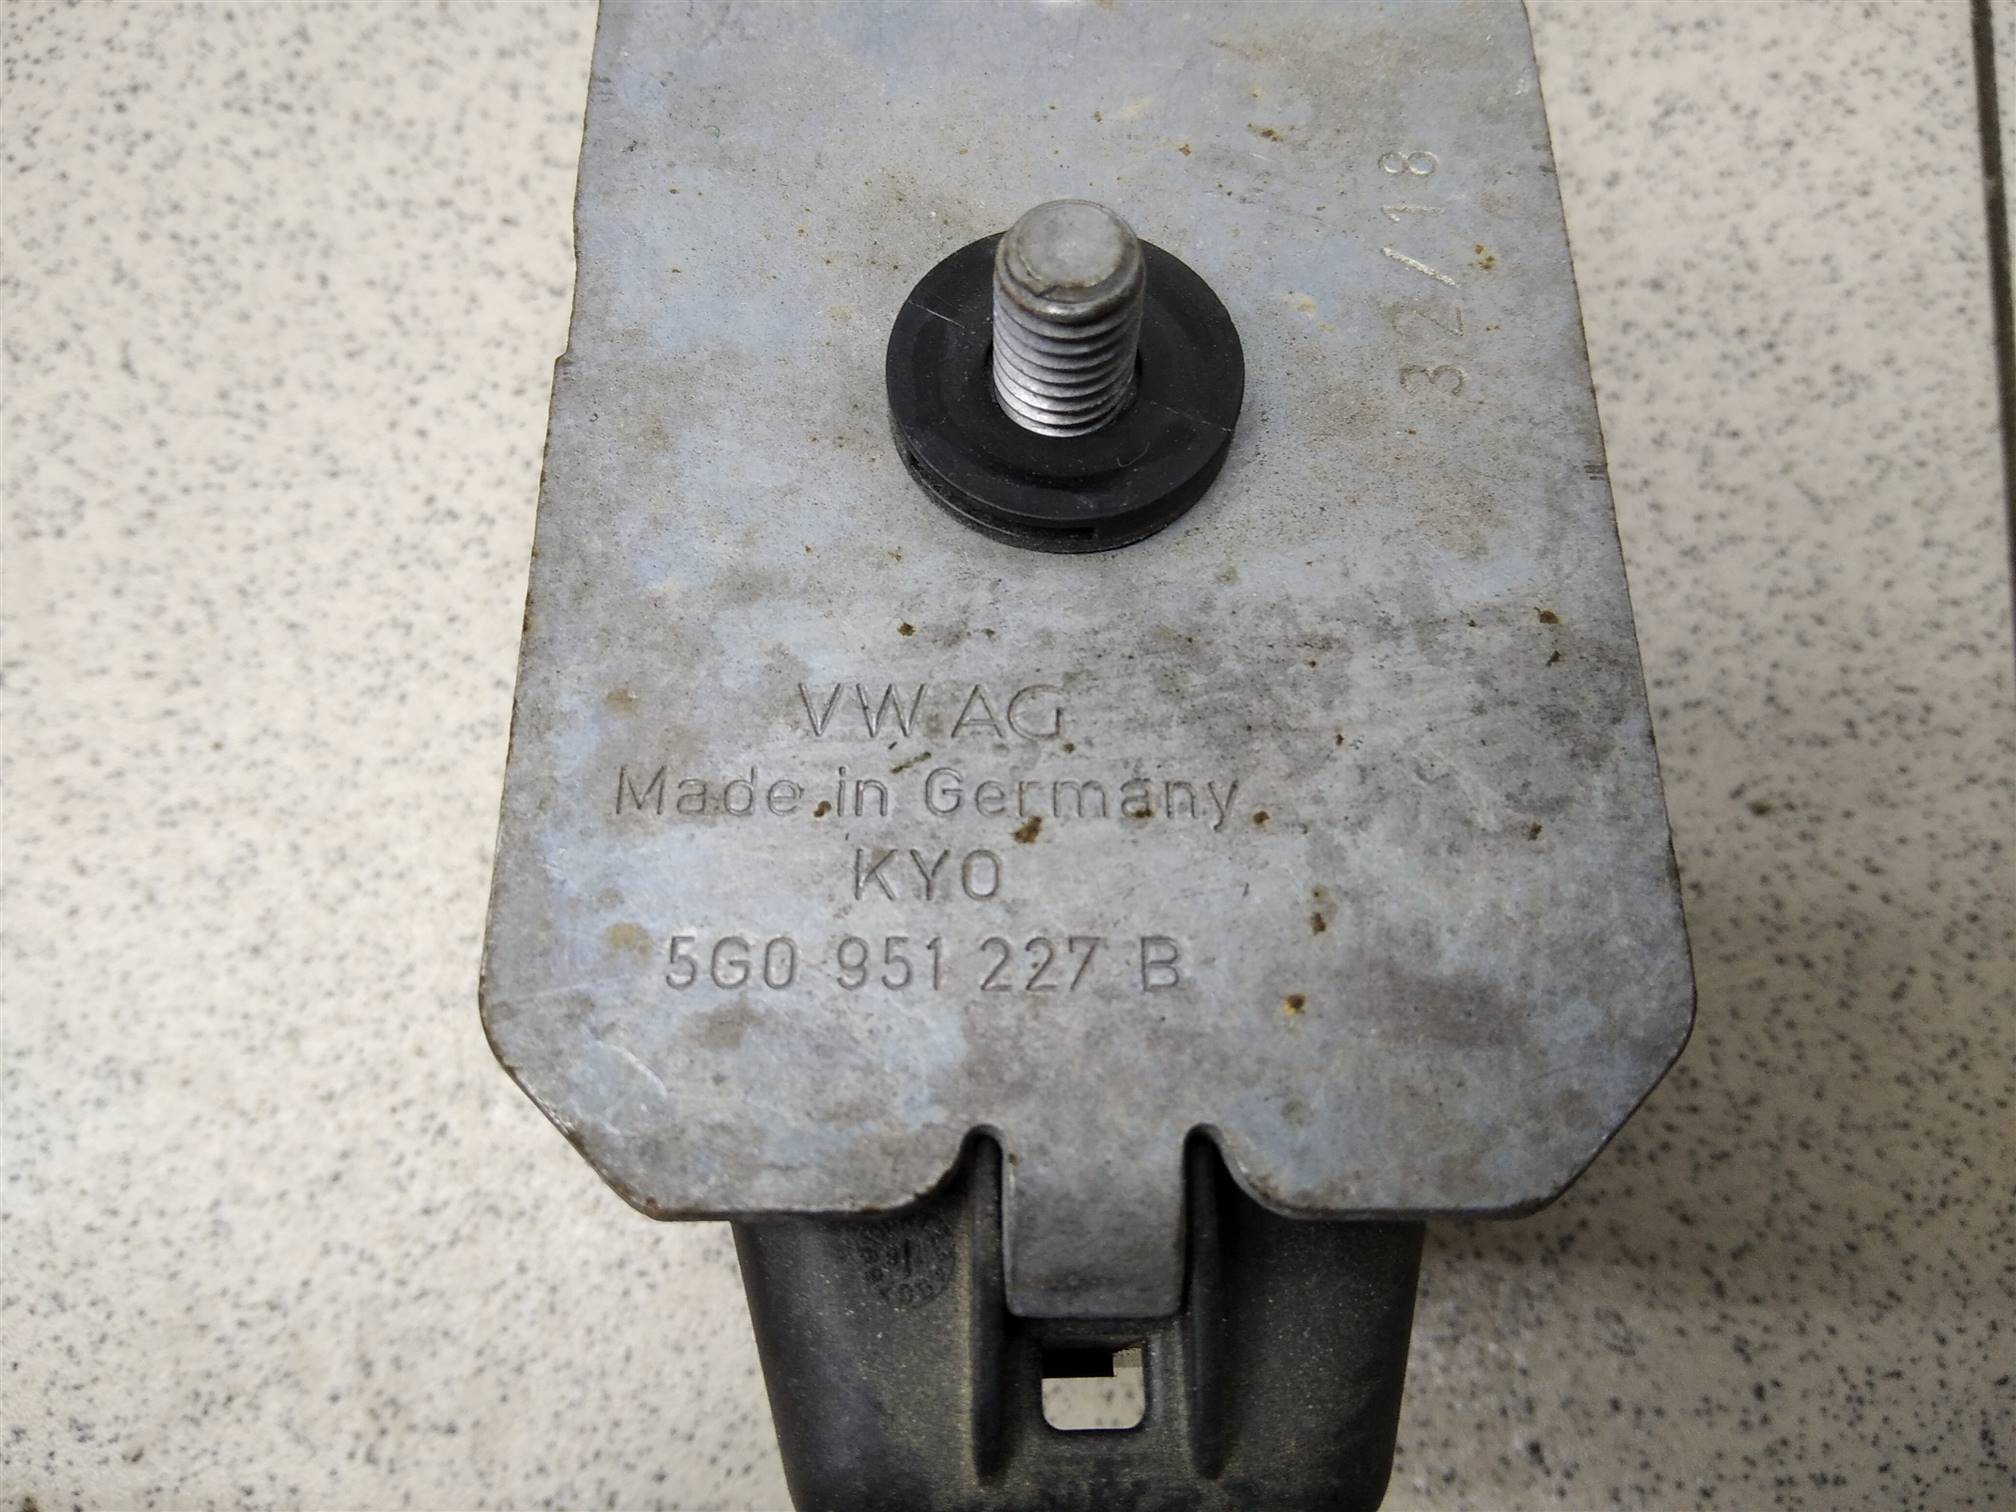 32/18
VW AG
Made in Germany
KYO
5G0 951 227 B